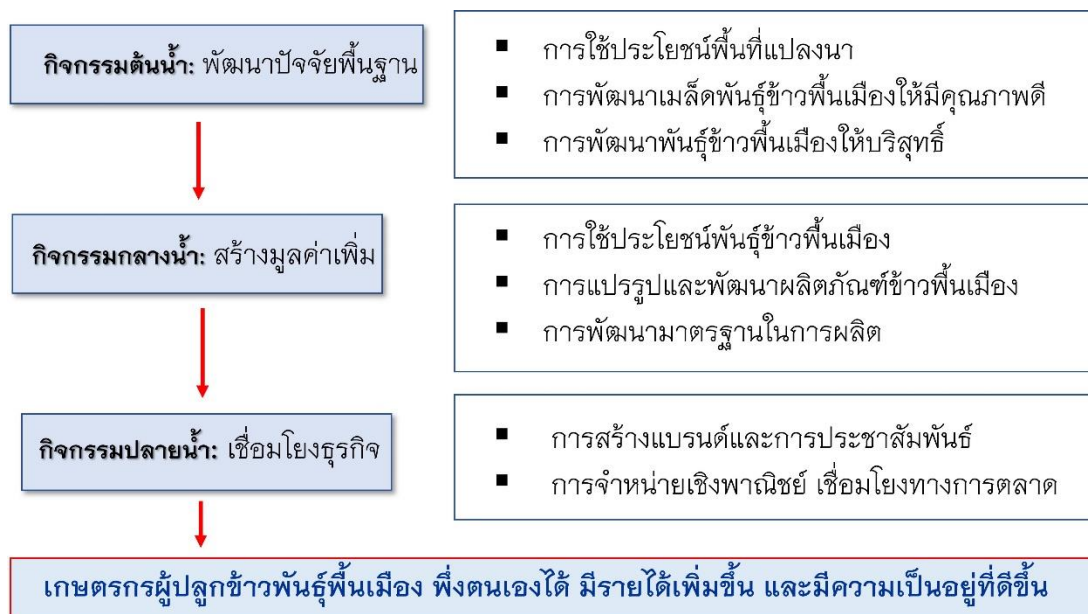 กิจกรรมต้นน้ำ: พัฒนาปัจจัยพื้นฐาน
▪ การใช้ประโยชน์พื้นที่แปลงนา
▪ การพัฒนาเมล็ดพันธุ์ข้าวพื้นเมืองให้มีคุณภาพดี
▪ การพัฒนาพันธุ์ข้าวพื้นเมืองให้บริสุทธิ์
กิจกรรมกลางน้ำ: สร้างมูลค่าเพิ่ม
▪ การใช้ประโยชน์พันธุ์ข้าวพื้นเมือง
▪ การแปรรูปและพัฒนาผลิตภัณฑ์ข้าวพื้นเมือง
▪ การพัฒนามาตรฐานในการผลิต
กิจกรรมปลายน้ำ: เชื่อมโยงธุรกิจ
▪ การสร้างแบรนด์และการประชาสัมพันธ์
▪ การจำหน่ายเชิงพาณิชย์ เชื่อมโยงทางการตลาด
เกษตรกรผู้ปลูกข้าวพันธุ์พื้นเมือง พึ่งตนเองได้ มีรายได้เพิ่มขึ้น และมีความเป็นอยู่ที่ดีขึ้น